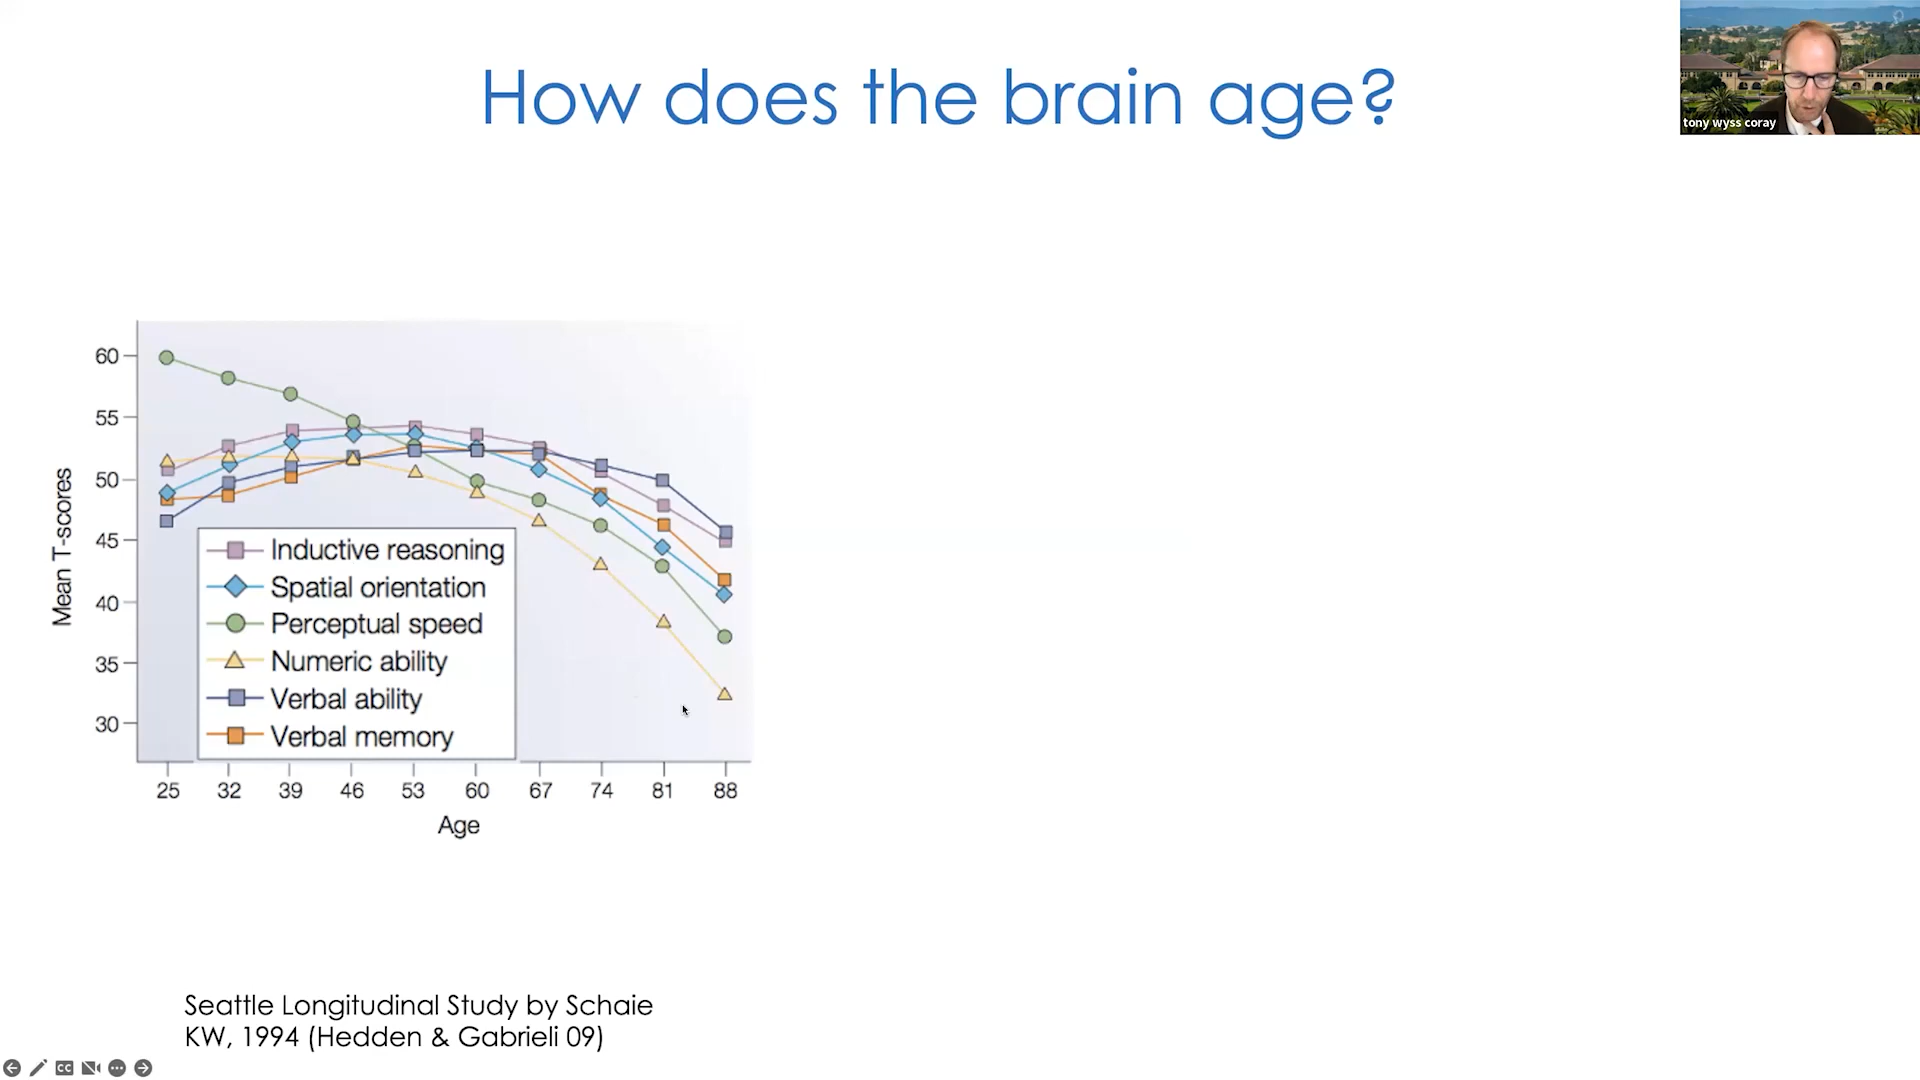 How does the brain age?
tony wyss coray
60
55
50
45
40
35
30
Mean T-scores
Inductive reasoning
Spatial orientation
Perceptual speed
Numeric ability
Verbal ability
Verbal memory
25 32 39 46 53 60 67 74 81 88
Age
Seattle Longitudinal Study by Schaie
KW, 1994 (Hedden & Gabrieli 09)
CC